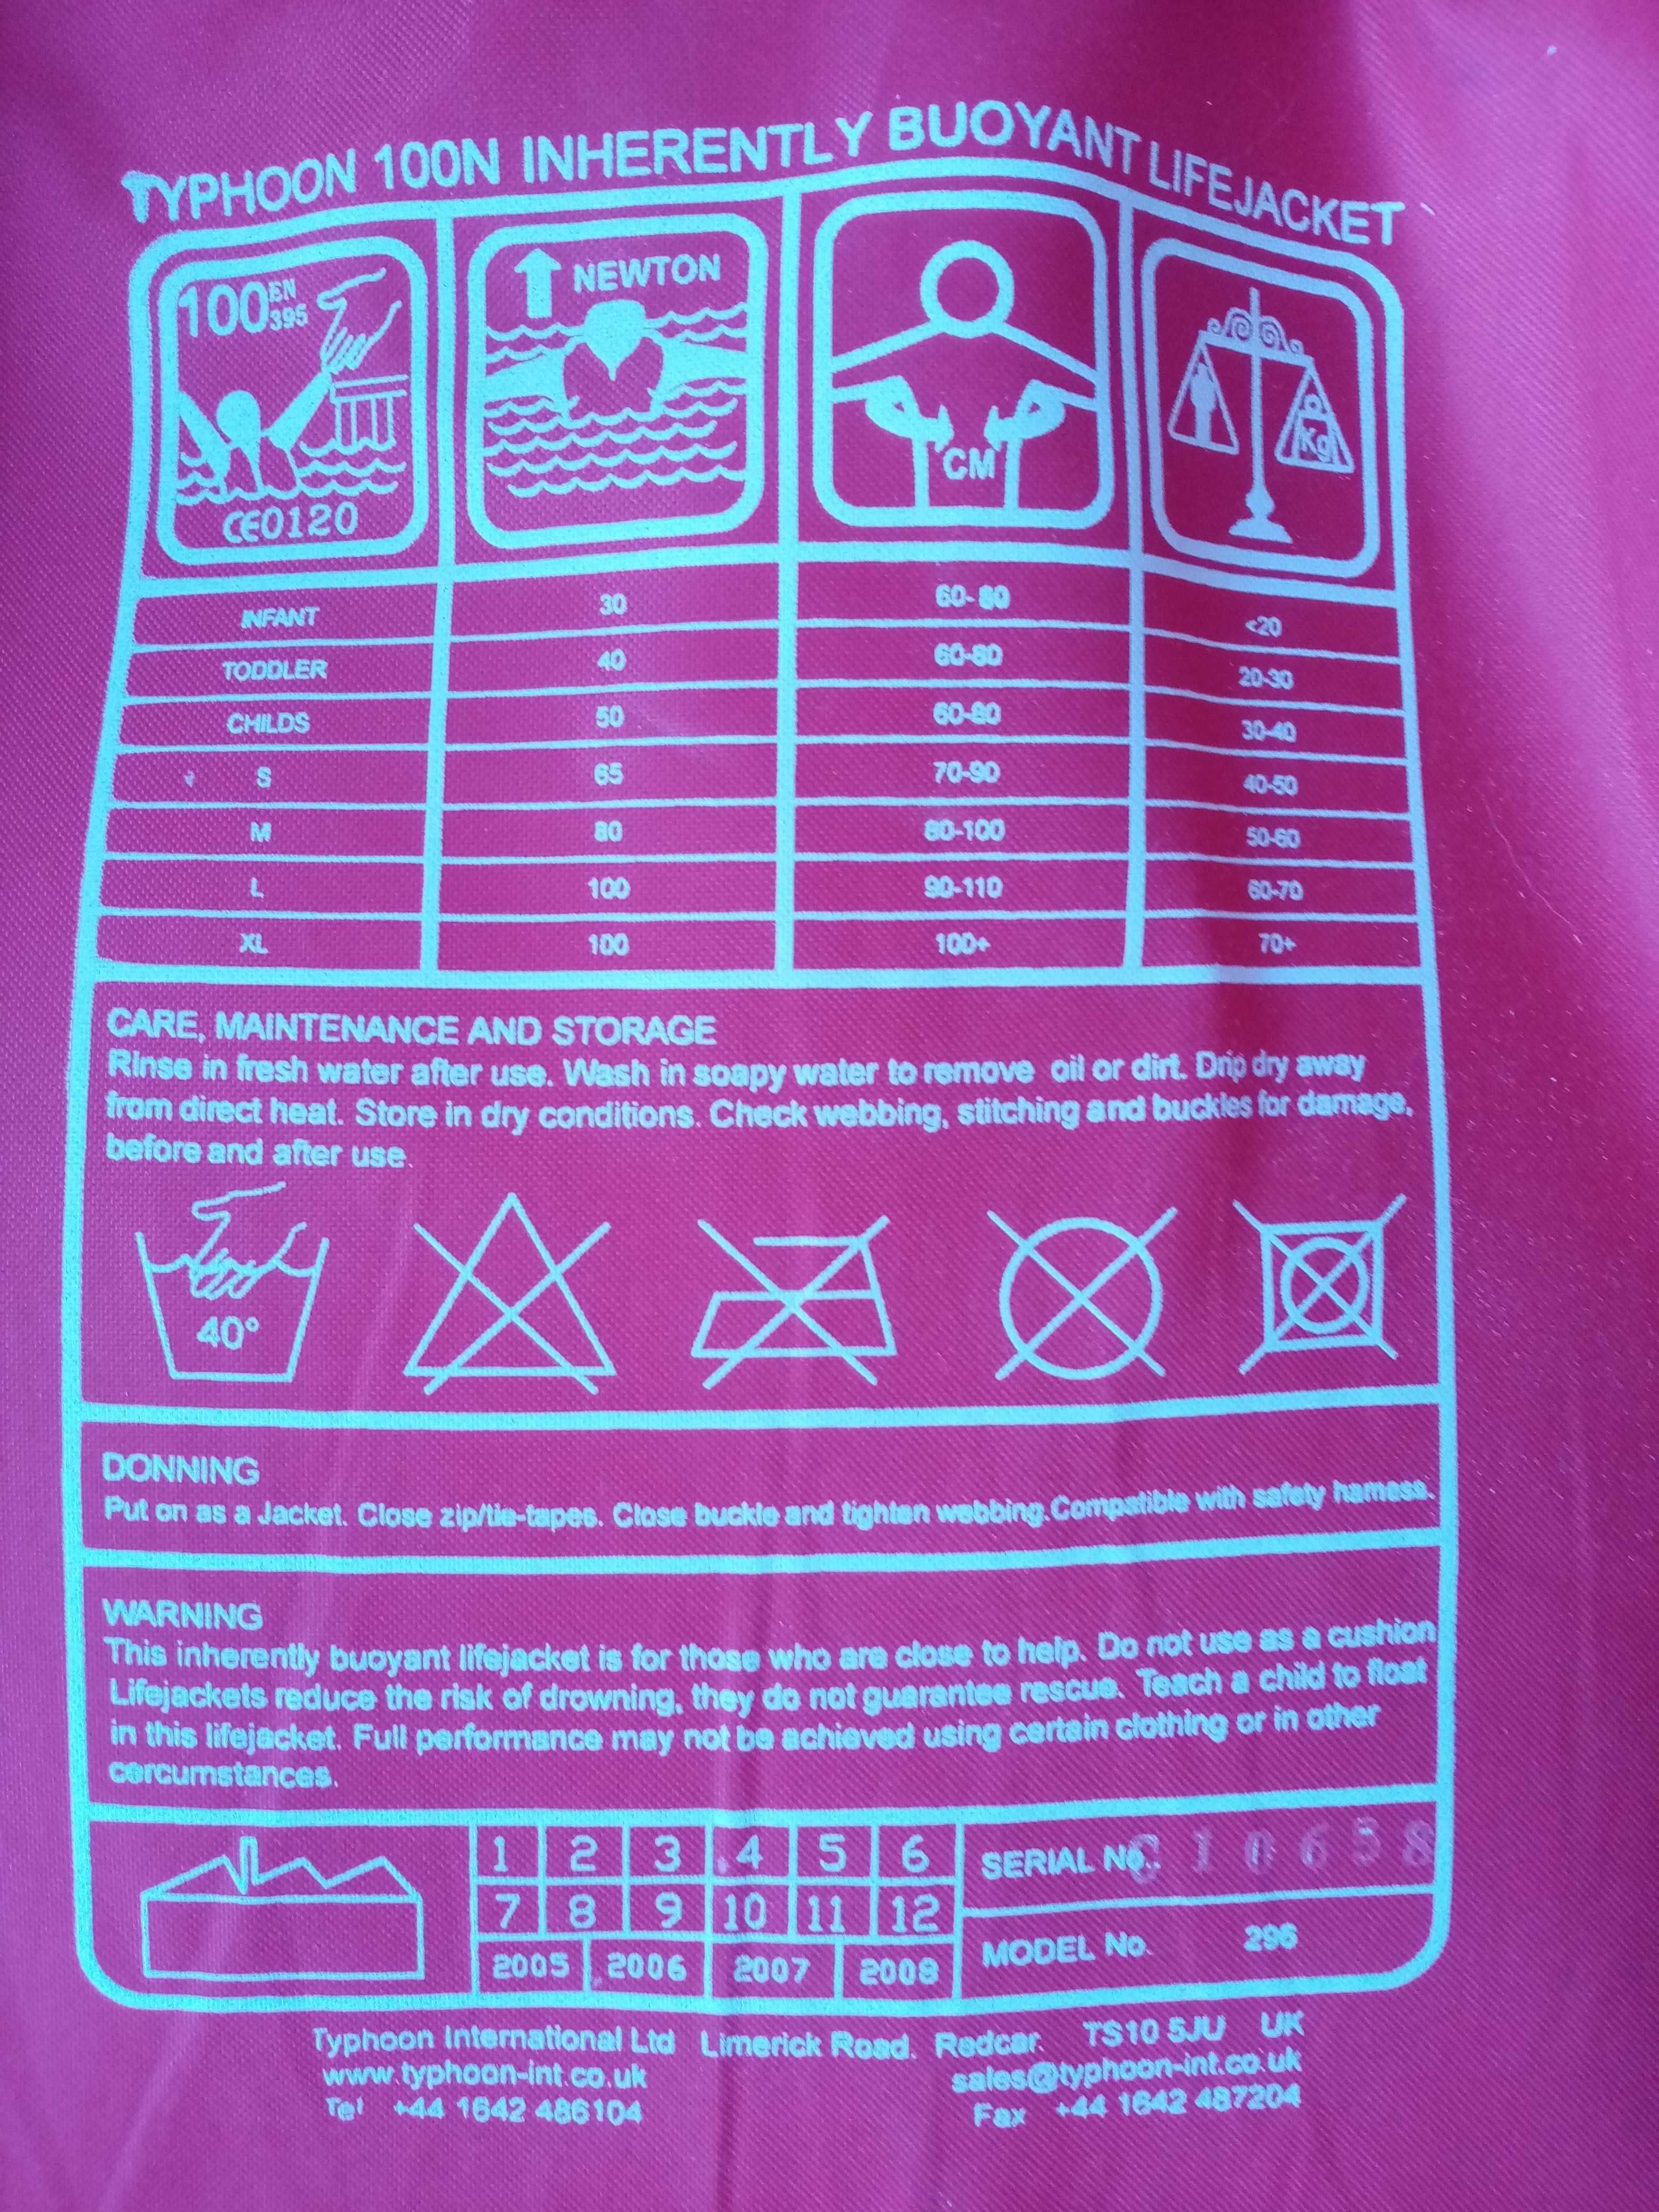 TYPHOON 100N INHERENTLY BUOYANT LIFEJACKET
100 EN 395
NEWTON
CM
Kg
CE0120
INFANT 30 60-80 <20
TODDLER 40 60-80 20-30
CHILDS 50 60-80 30-40
S 65 70-90 40-50
M 80 80-100 50-60
L 100 90-110 60-70
XL 100 100+ 70+
CARE, MAINTENANCE AND STORAGE
Rinse in fresh water after use. Wash in soapy water to remove oil or dirt. Drip dry away
from direct heat. Store in dry conditions. Check webbing, stitching and buckles for damage,
before and after use.
40°
DONNING
Put on as a Jacket. Close zip/tie-tapes. Close buckle and tighten webbing.Compatible with safety harness.
WARNING
This inherently buoyant lifejacket is for those who are close to help. Do not use as a cushion
Lifejackets reduce the risk of drowning, they do not guarantee rescue. Teach a child to float
in this lifejacket. Full performance may not be achieved using certain clothing or in other
cercumstances.
1 2 3 4 5 6
7 8 9 10 11 12
2005 2006 2007 2008
SERIAL No..
MODEL No. 296
Typhoon International Ltd Limerick Road. Redcar. TS10 5JU UK
www.typhoon-int.co.uk sales@typhoon-int.co.uk
Tel +44 1642 486104 Fax +44 1642 487204